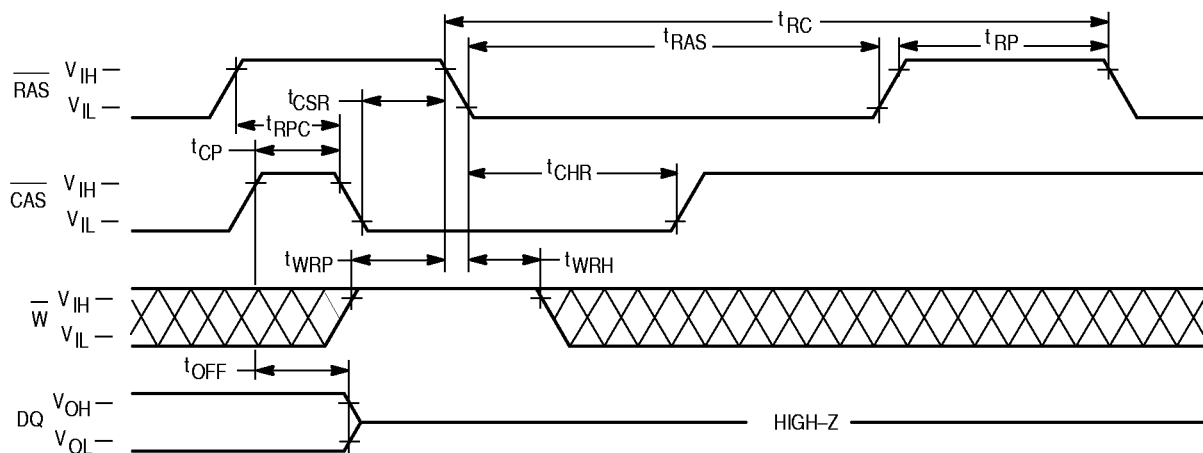 tRC
tRAS
tRP
RAS
VIH
VIL
tCSR
tRPC
tCP
tCHR
CAS
VIH
VIL
tWRP
tWRH
W
VIH
VIL
tOFF
DQ
VOH
VOL
HIGH–Z